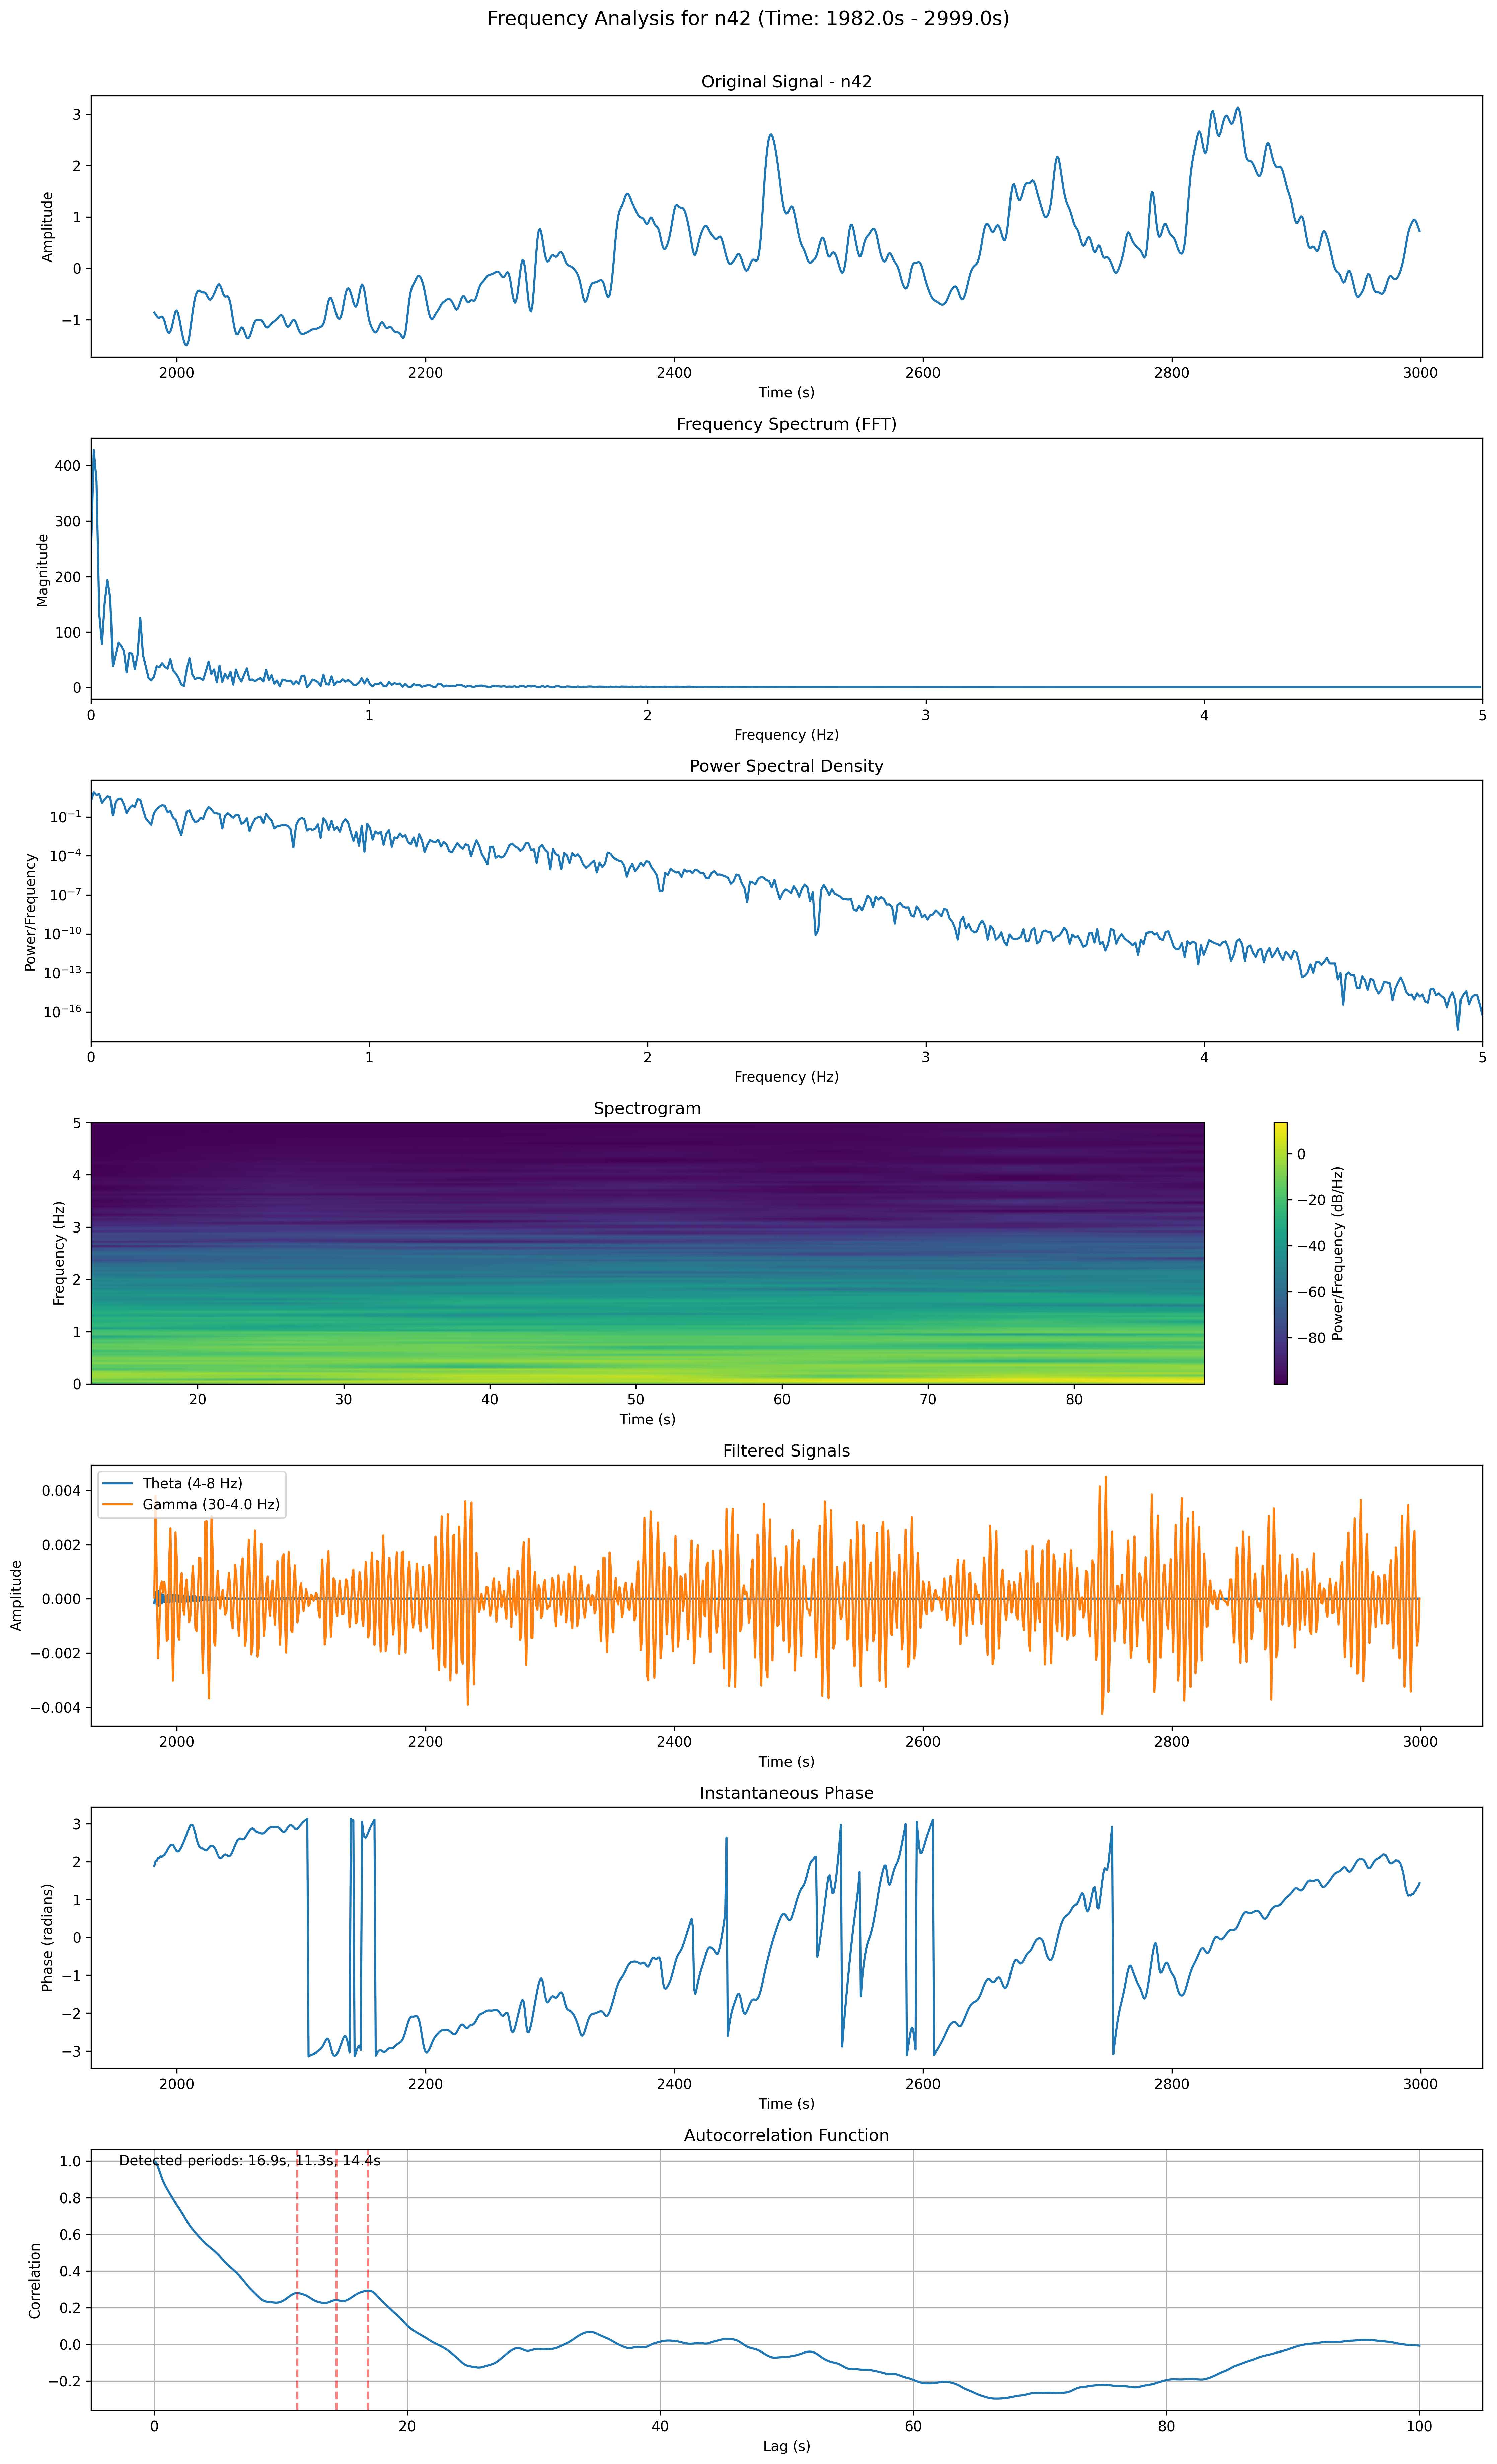 Frequency Analysis for n42 (Time: 1982.0s - 2999.0s)
Original Signal - n42
Amplitude
3
2
1
0
−1
2000 2200 2400 2600 2800 3000
Time (s)
Frequency Spectrum (FFT)
Magnitude
400
300
200
100
0
0 1 2 3 4 5
Frequency (Hz)
Power Spectral Density
Power/Frequency
10⁻¹
10⁻⁴
10⁻⁷
10⁻¹⁰
10⁻¹³
10⁻¹⁶
0 1 2 3 4 5
Frequency (Hz)
Spectrogram
Frequency (Hz)
5
4
3
2
1
0
20 30 40 50 60 70 80
Time (s)
0
−20
−40
−60
−80
Power/Frequency (dB/Hz)
Filtered Signals
Theta (4-8 Hz)
Gamma (30-4.0 Hz)
Amplitude
0.004
0.002
0.000
−0.002
−0.004
2000 2200 2400 2600 2800 3000
Time (s)
Instantaneous Phase
Phase (radians)
3
2
1
0
−1
−2
−3
2000 2200 2400 2600 2800 3000
Time (s)
Autocorrelation Function
Detected periods: 16.9s, 11.3s, 14.4s
Correlation
1.0
0.8
0.6
0.4
0.2
0.0
−0.2
0 20 40 60 80 100
Lag (s)